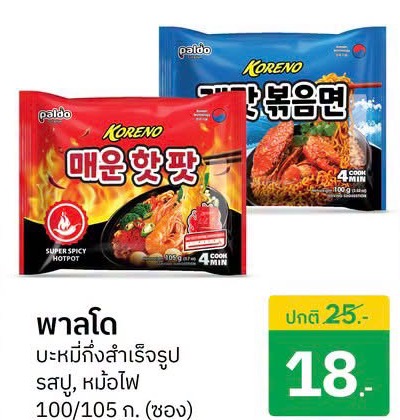 paldo
KORENO
볶음면
4 COOK MIN
100 g
paldo
KORENO
매운 핫 팟
SUPER SPICY
HOTPOT
105 g
4 COOK MIN
พาลโด
บะหมี่กึ่งสำเร็จรูป
รสปู, หม้อไฟ
100/105 ก. (ซอง)
ปกติ 25.-
18.-